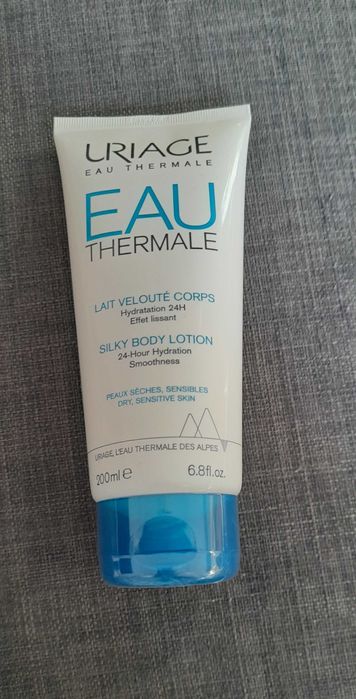 URIAGE
EAU THERMALE
EAU
THERMALE
LAIT VELOUTÉ CORPS
Hydratation 24H
Effet lissant
SILKY BODY LOTION
24-Hour Hydration
Smoothness
PEAUX SÈCHES, SENSIBLES
DRY, SENSITIVE SKIN
URIAGE, L'EAU THERMALE DES ALPES
200ml e 6.8fl.oz.